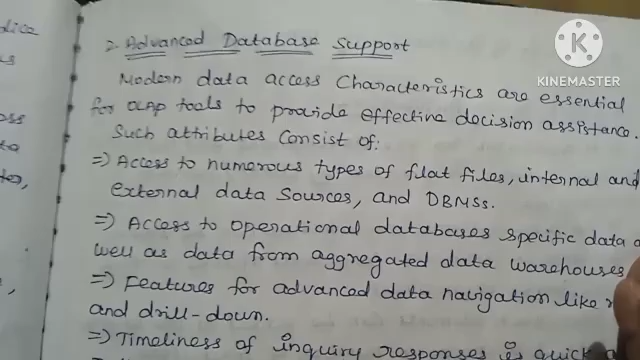 2. Advanced Database Support
Modern data access Characteristics are essential
for OLAP tools to provide effective decision assistance.
Such attributes consist of:
=> Access to numerous types of flat files, internal and
external data sources, and DBMSs.
=> Access to operational databases specific data a
well as data from aggregated data warehouses
=> Features for advanced data navigation like
and drill-down.
=> Timeliness of inquiry responses is quick
KINEMASTER